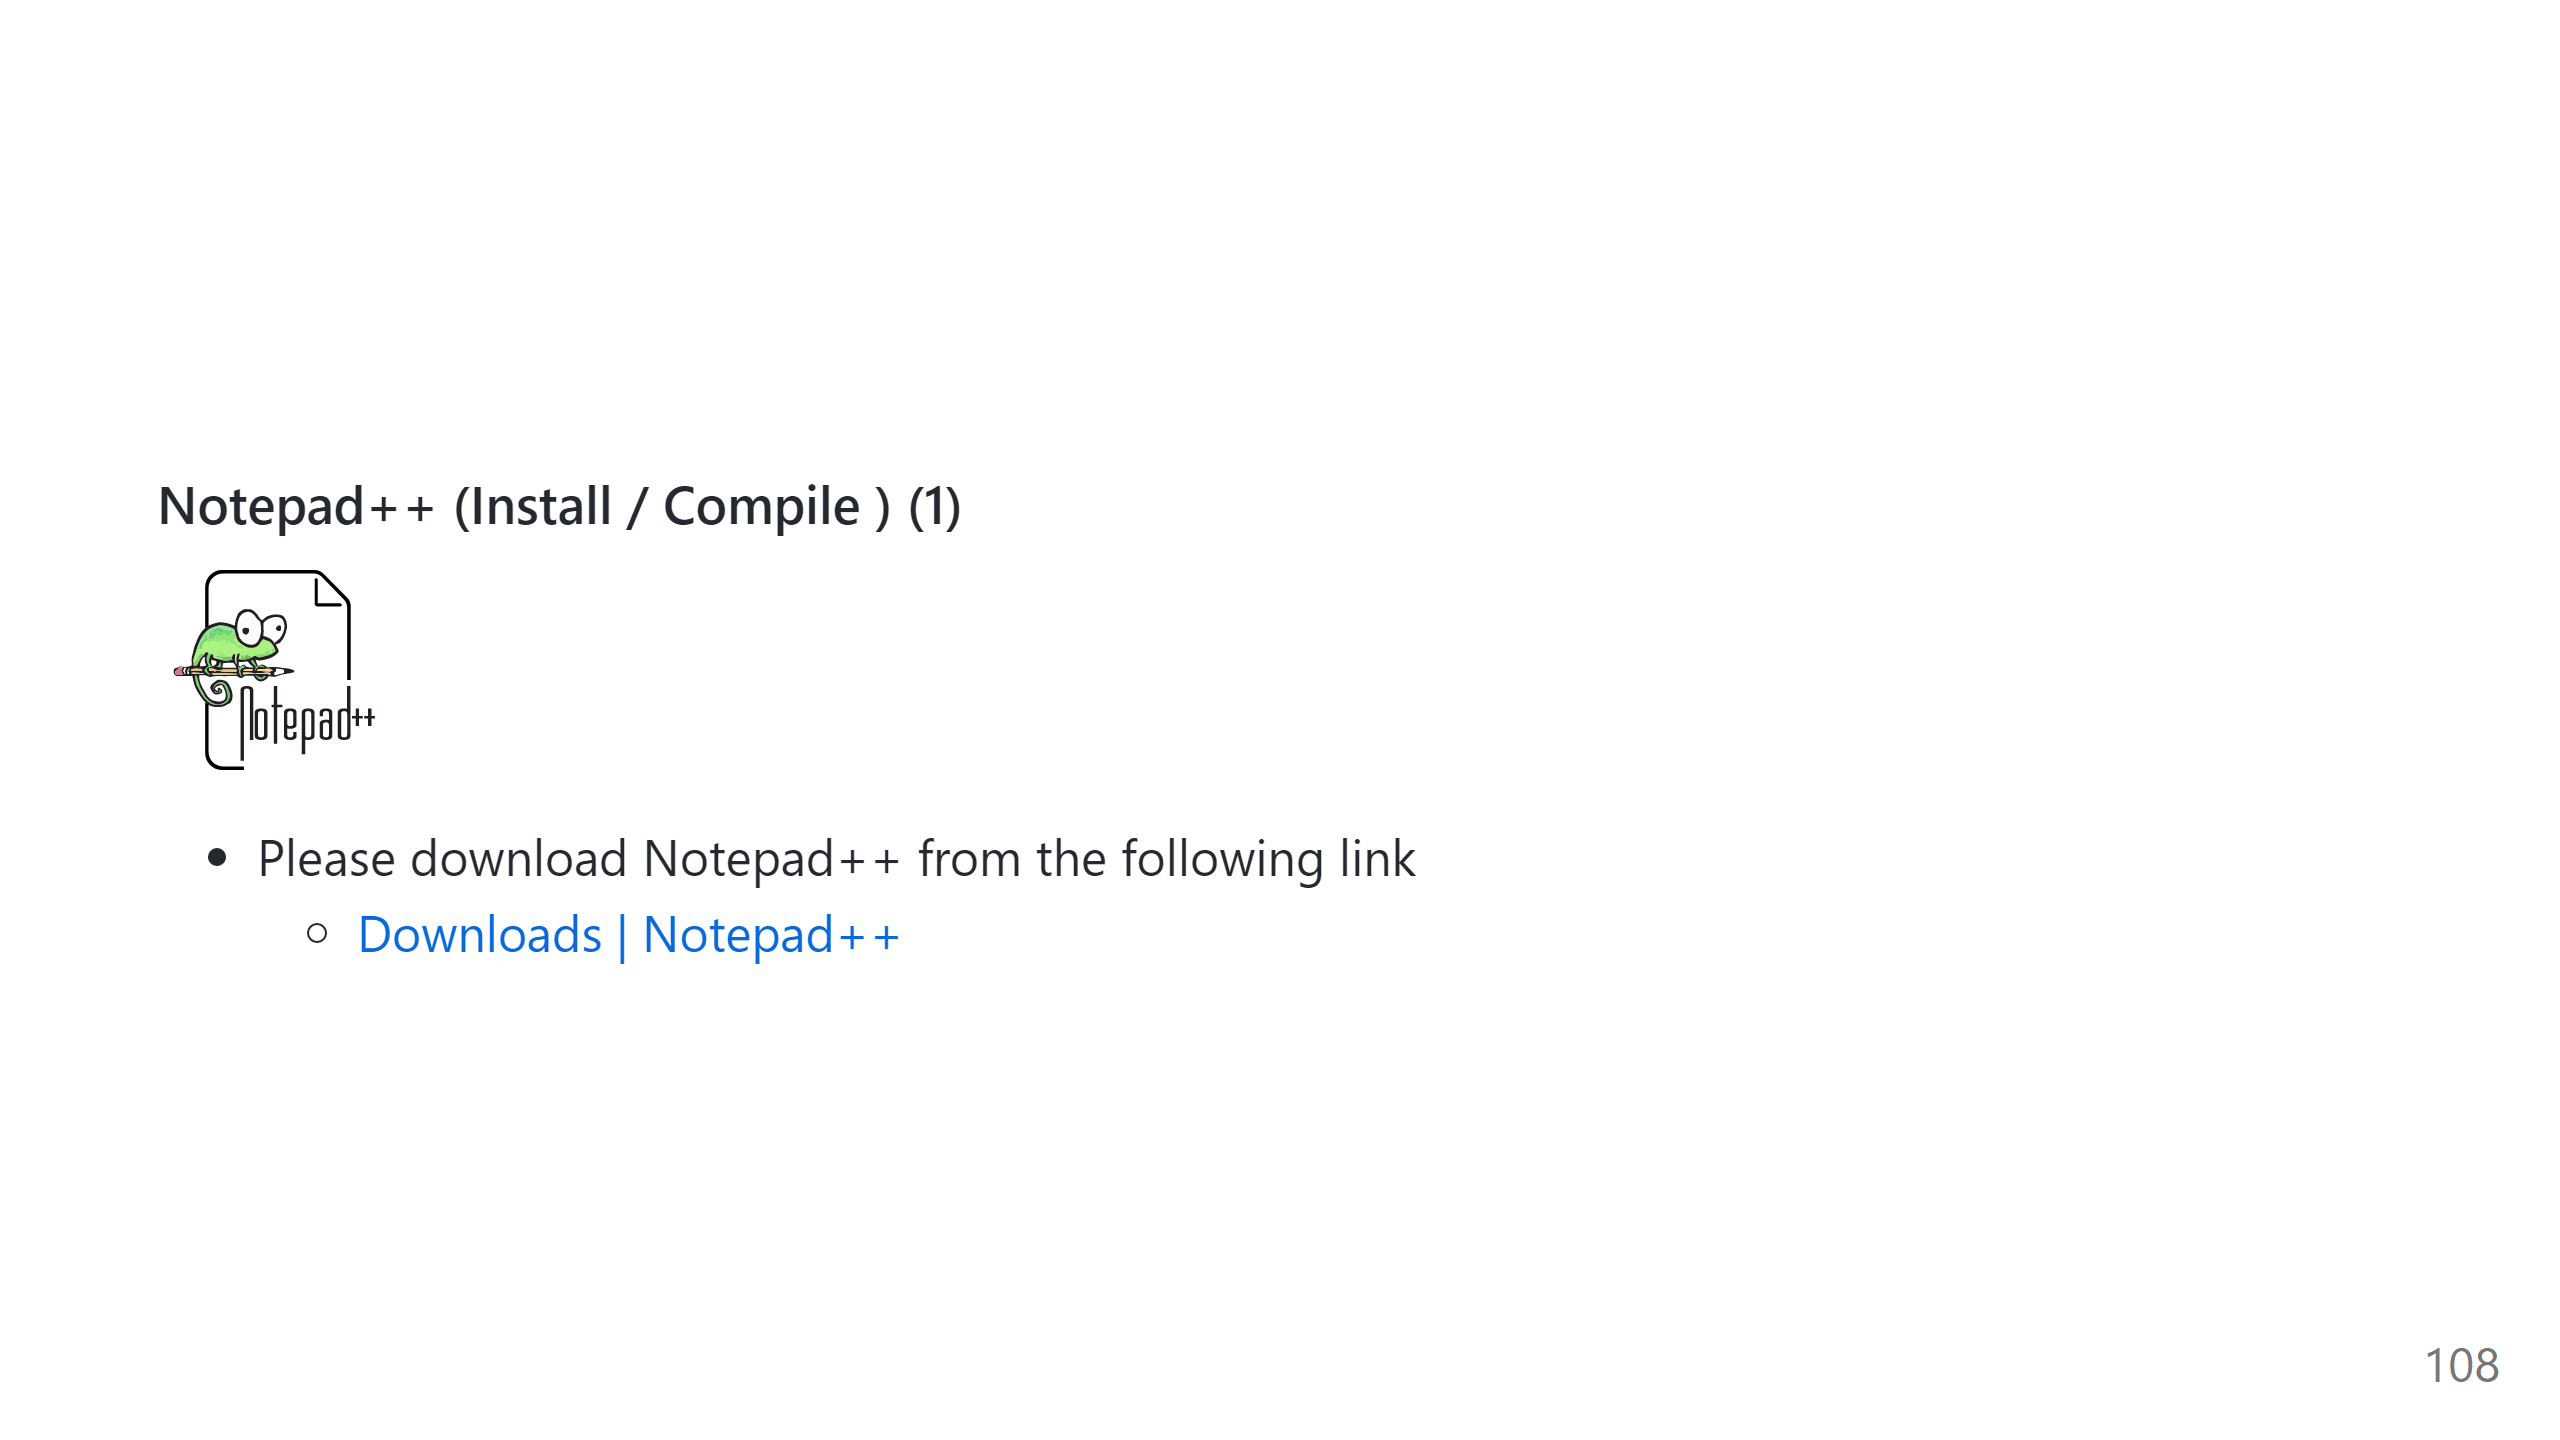 Notepad++ (Install / Compile ) (1)
Notepad++
Please download Notepad++ from the following link
Downloads | Notepad++
108